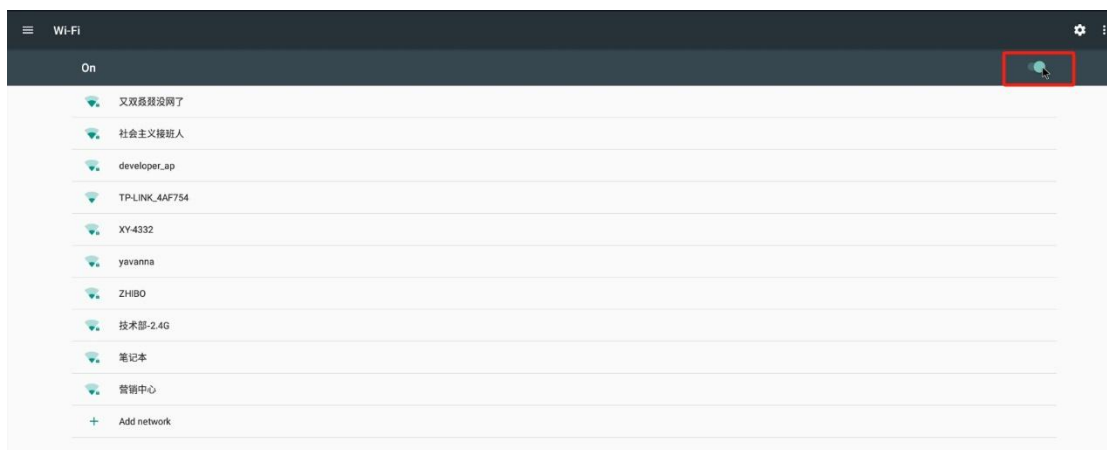 Wi-Fi
On
又双叒叕没网了
社会主义接班人
developer_ap
TP-LINK_4AF754
XY-4332
yavanna
ZHIBO
技术部-2.4G
笔记本
营销中心
Add network